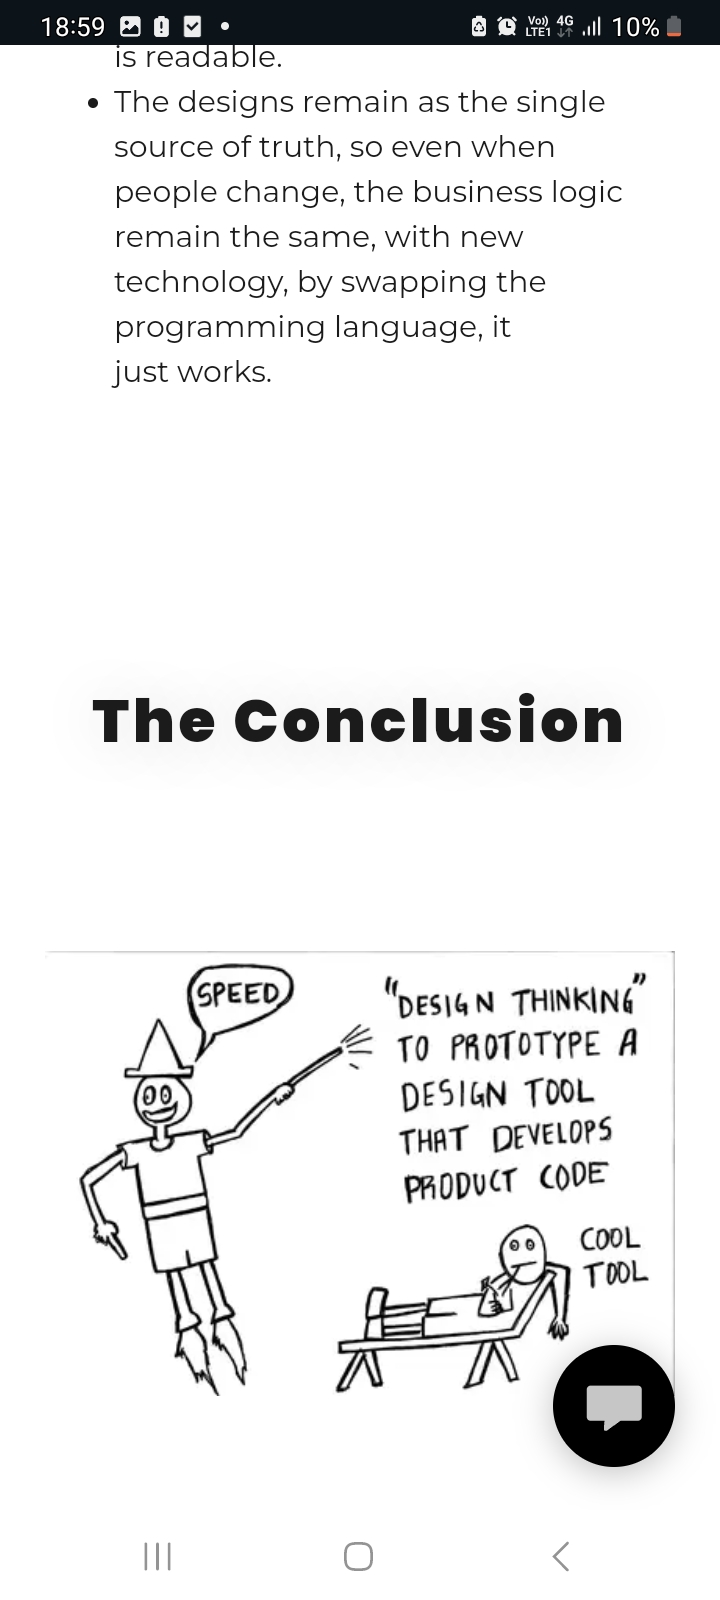 18:59
Vo)) 4G
LTE1
10%
is readable.
• The designs remain as the single
source of truth, so even when
people change, the business logic
remain the same, with new
technology, by swapping the
programming language, it
just works.
The Conclusion
SPEED
"DESIGN THINKING"
TO PROTOTYPE A
DESIGN TOOL
THAT DEVELOPS
PRODUCT CODE
COOL
TOOL